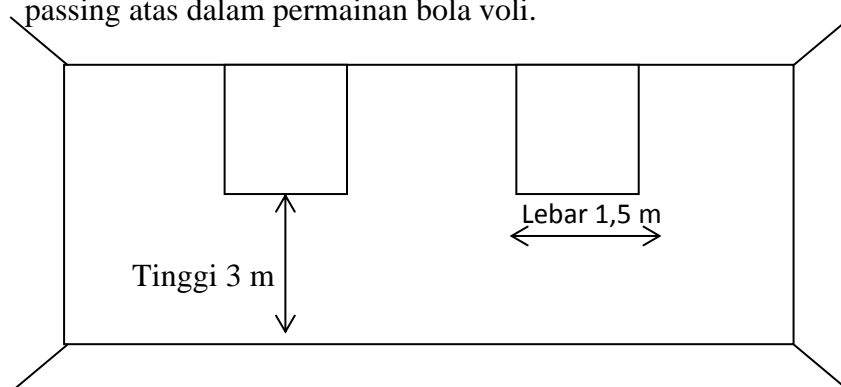 passing atas dalam permainan bola voli.
Lebar 1,5 m
Tinggi 3 m